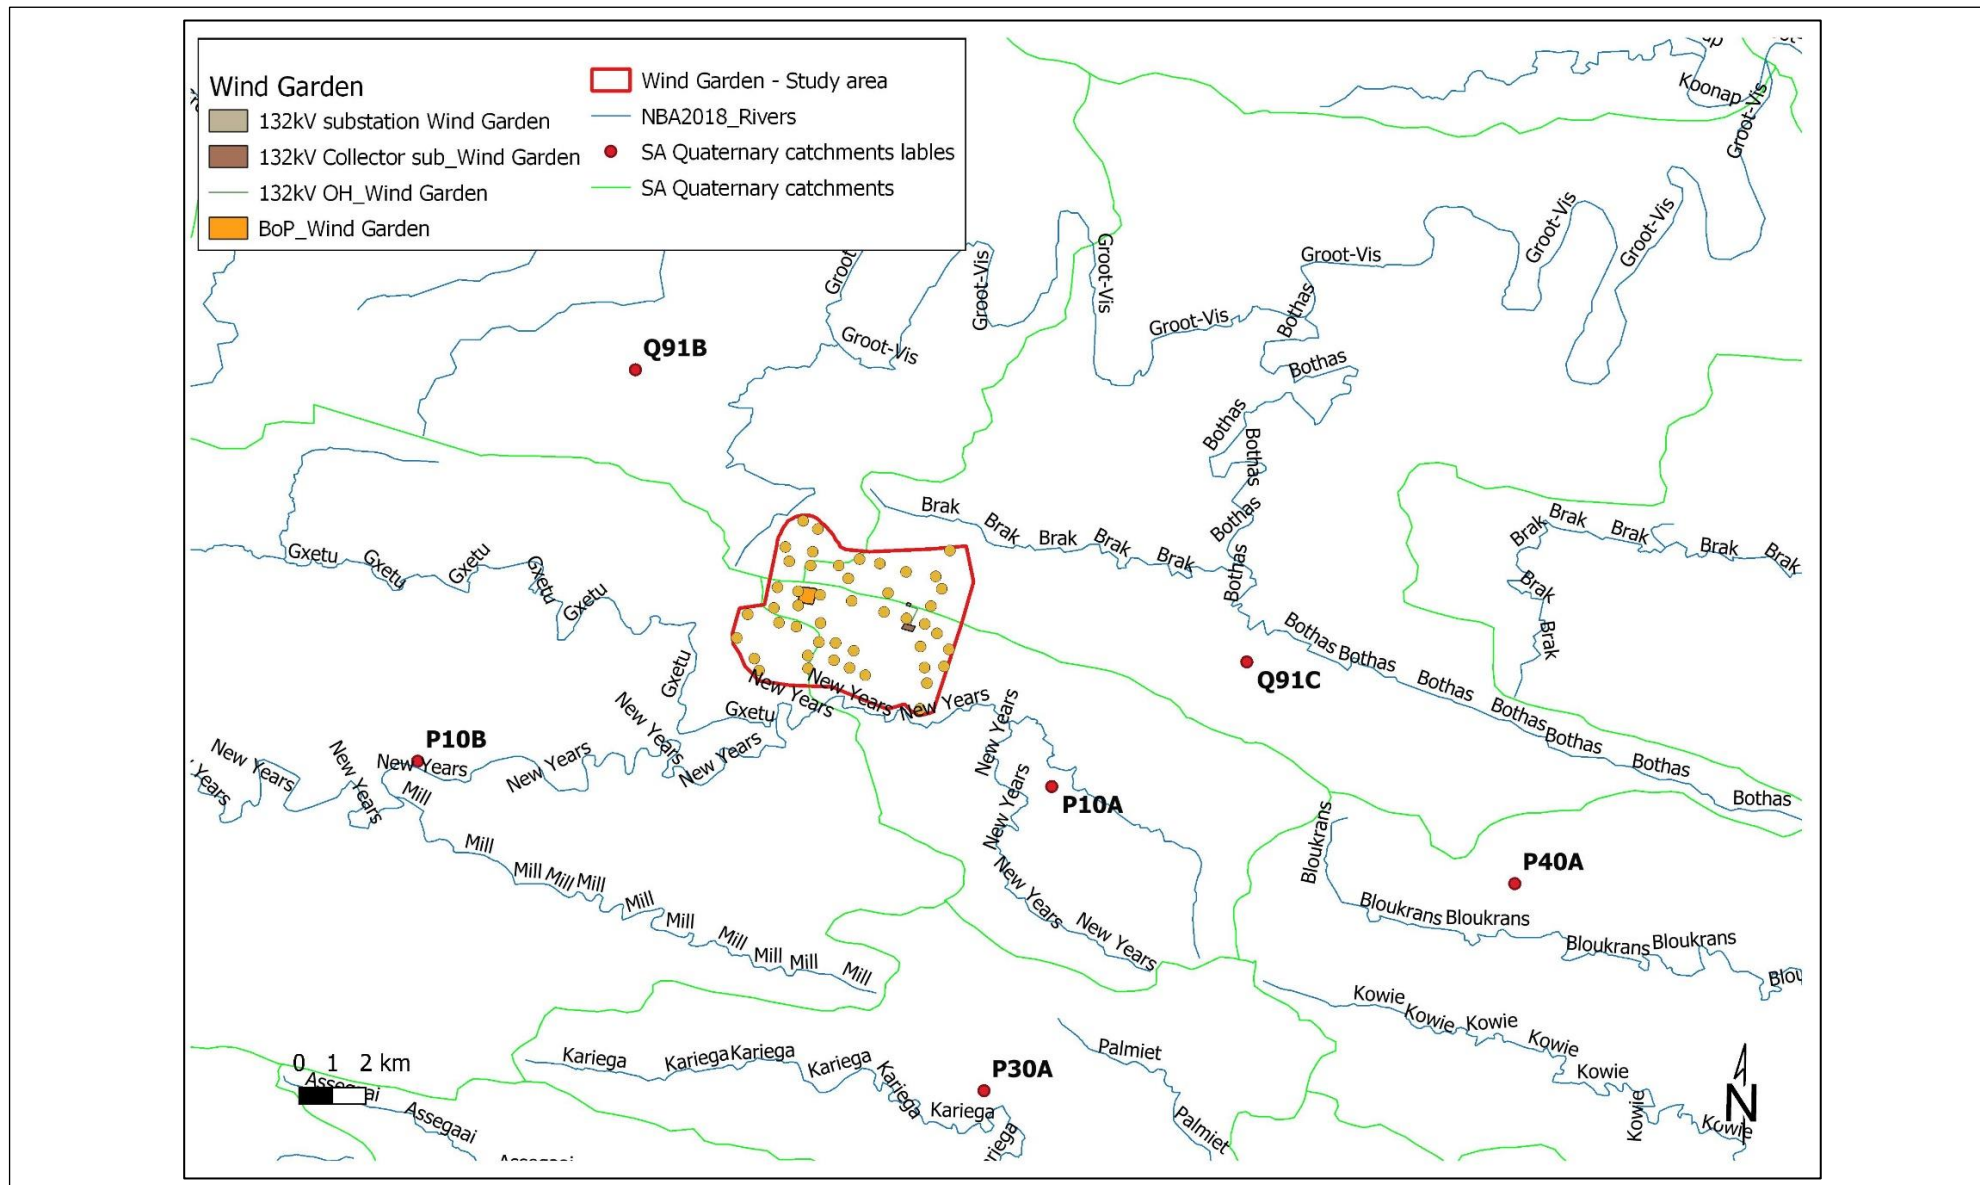 Wind Garden
132kV substation Wind Garden
132kV Collector sub_Wind Garden
132kV OH_Wind Garden
BoP_Wind Garden
Wind Garden - Study area
NBA2018_Rivers
SA Quaternary catchments lables
SA Quaternary catchments
Koonap
Groot-Vis
Groot-Vis
Groot-Vis
Groot-Vis
Groot
Groot-Vis
Groot-Vis
Groot-Vis
Groot-Vis
Bothas
Q91B
Bothas
Bothas
Bothas
Bothas
Bothas
Brak
Brak
Brak
Brak
Brak
Brak
Brak
Brak
Brak
Brak
Brak
Brak
Gxetu
Gxetu
Gxetu
Gxetu
Gxetu
Gxetu
Gxetu
Bothas
Bothas
Bothas
Bothas
Bothas
Bothas
Bothas
Q91C
New Years
New Years
New Years
New Years
New Years
New Years
New Years
New Years
New Years
New Years
Years
New Years
New Years
New Years
New Years
P10B
P10A
P40A
Mill
Mill
Mill
Mill
Mill
Mill
Mill
Mill
Mill
Mill
Mill
Bloukrans
Bloukrans
Bloukrans
Bloukrans
Bloukrans
Blou
Kowie
Kowie
Kowie
Kowie
Kowie
Kowie
Kowie
Kariega
Kariega
Kariega
Kariega
Kariega
Kariega
riega
P30A
Palmiet
Palmiet
0 1 2 km
Assegaai
Assegaai
N